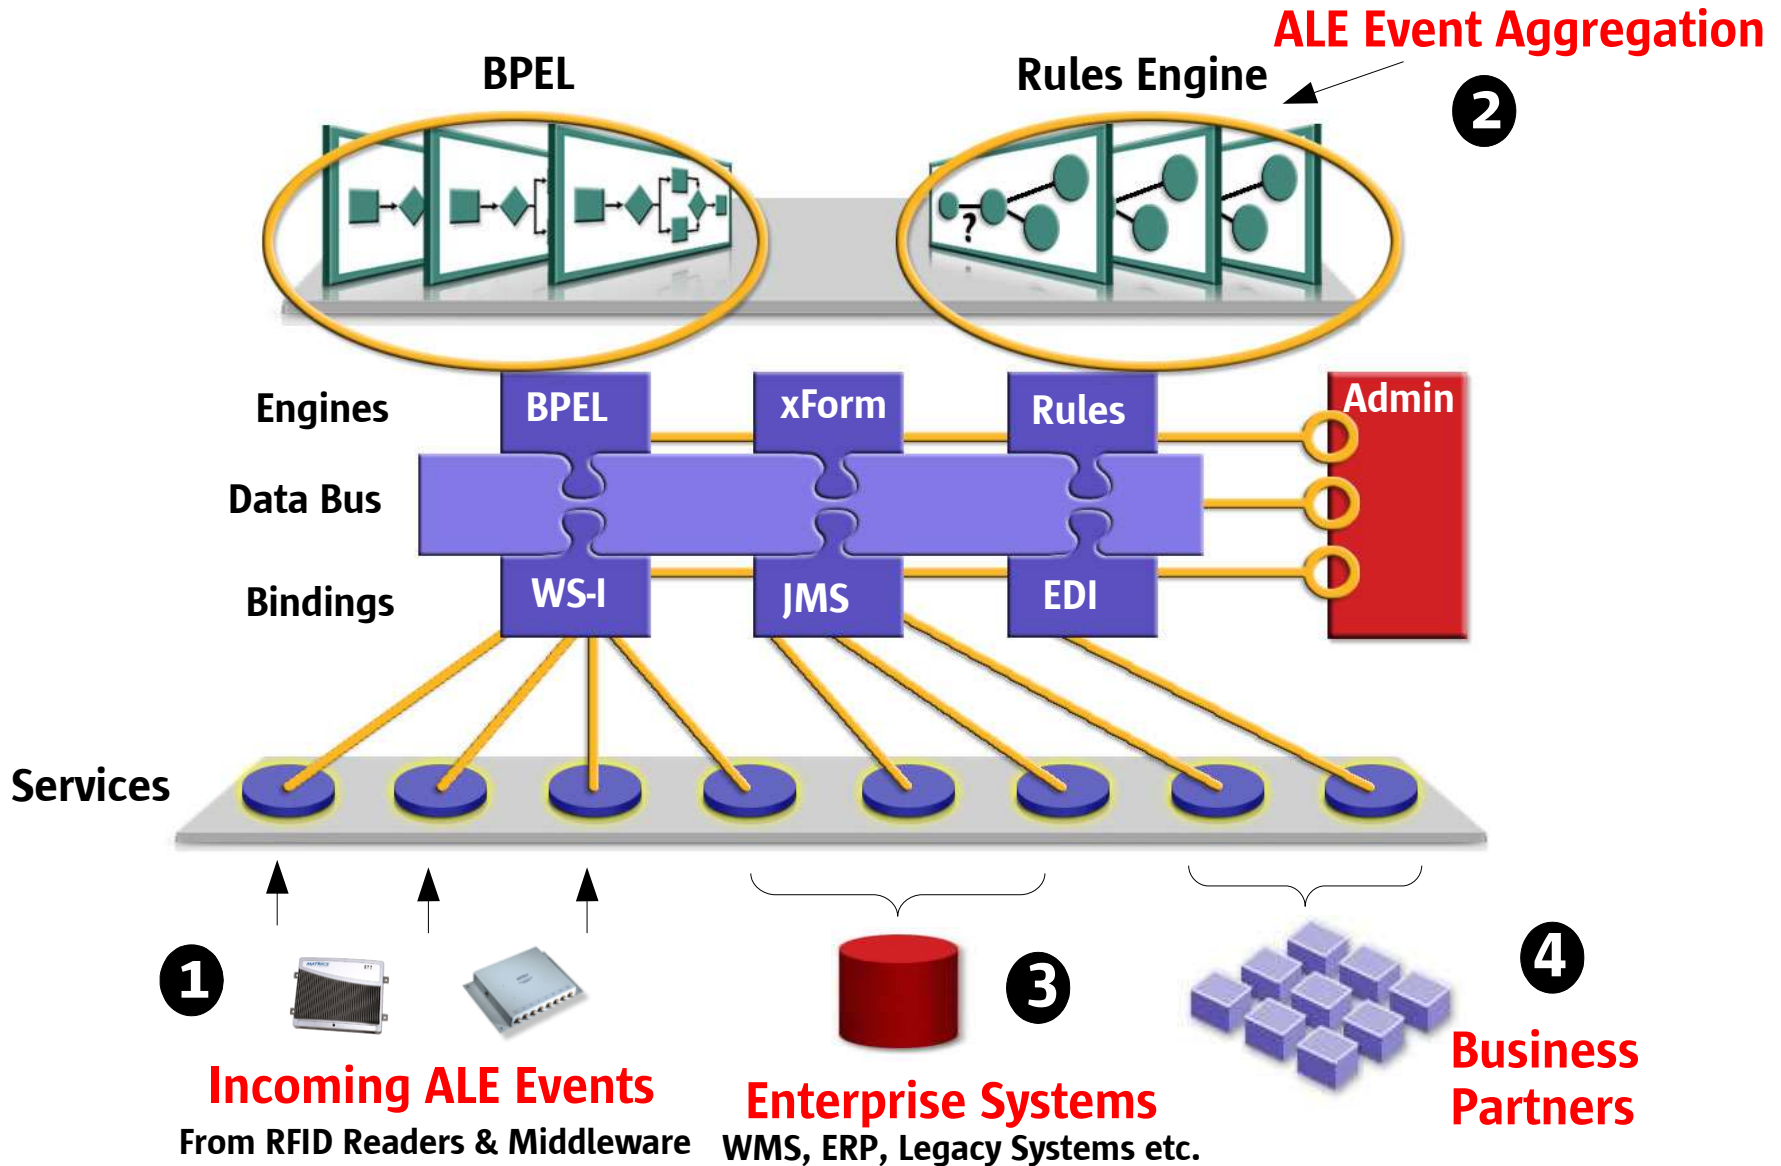 ALE Event Aggregation
BPEL
Rules Engine
2
?
Engines
BPEL
xForm
Rules
Admin
Data Bus
Bindings
WS-I
JMS
EDI
Services
1
MATRICS
3
4
Incoming ALE Events
From RFID Readers & Middleware
Enterprise Systems
WMS, ERP, Legacy Systems etc.
Business
Partners